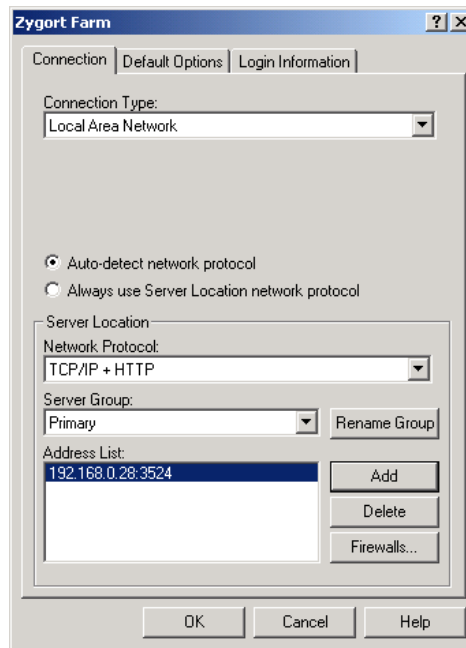 Zygort Farm
Connection Default Options Login Information
Connection Type:
Local Area Network
Auto-detect network protocol
Always use Server Location network protocol
Server Location
Network Protocol:
TCP/IP + HTTP
Server Group:
Primary Rename Group
Address List:
192.168.0.28:3524 Add
Delete
Firewalls...
OK Cancel Help